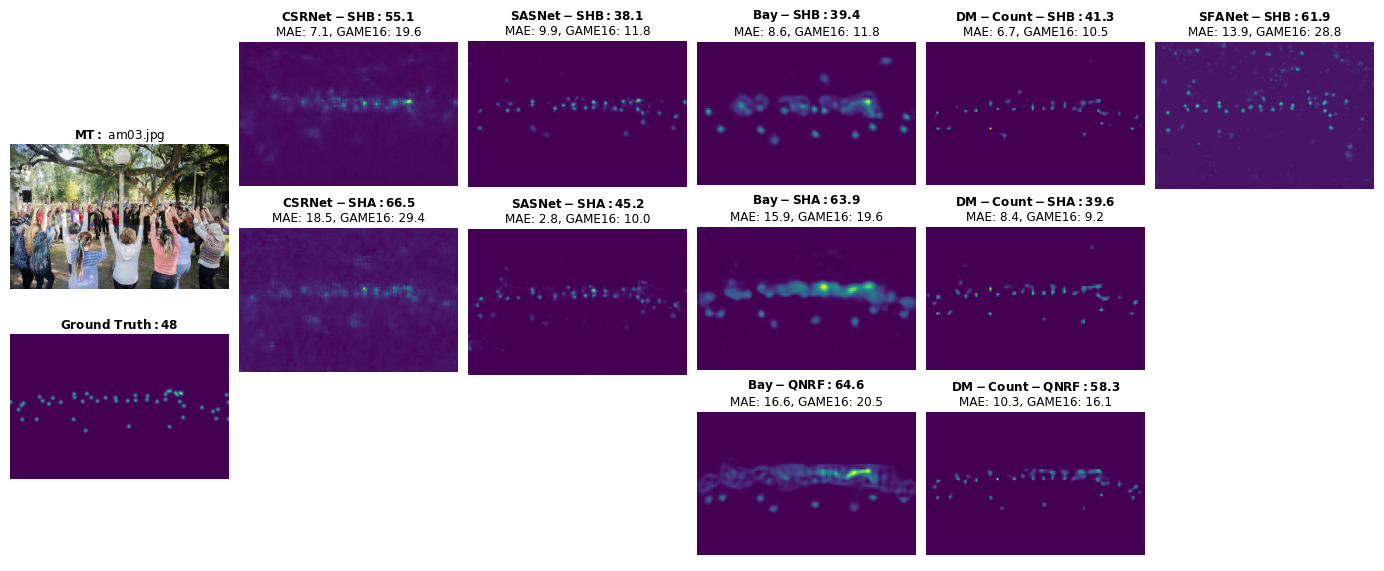 CSRNet − SHB : 55.1
MAE: 7.1, GAME16: 19.6
SASNet − SHB : 38.1
MAE: 9.9, GAME16: 11.8
Bay − SHB : 39.4
MAE: 8.6, GAME16: 11.8
DM − Count − SHB : 41.3
MAE: 6.7, GAME16: 10.5
SFANet − SHB : 61.9
MAE: 13.9, GAME16: 28.8
MT : am03.jpg
CSRNet − SHA : 66.5
MAE: 18.5, GAME16: 29.4
SASNet − SHA : 45.2
MAE: 2.8, GAME16: 10.0
Bay − SHA : 63.9
MAE: 15.9, GAME16: 19.6
DM − Count − SHA : 39.6
MAE: 8.4, GAME16: 9.2
Ground Truth : 48
Bay − QNRF : 64.6
MAE: 16.6, GAME16: 20.5
DM − Count − QNRF : 58.3
MAE: 10.3, GAME16: 16.1